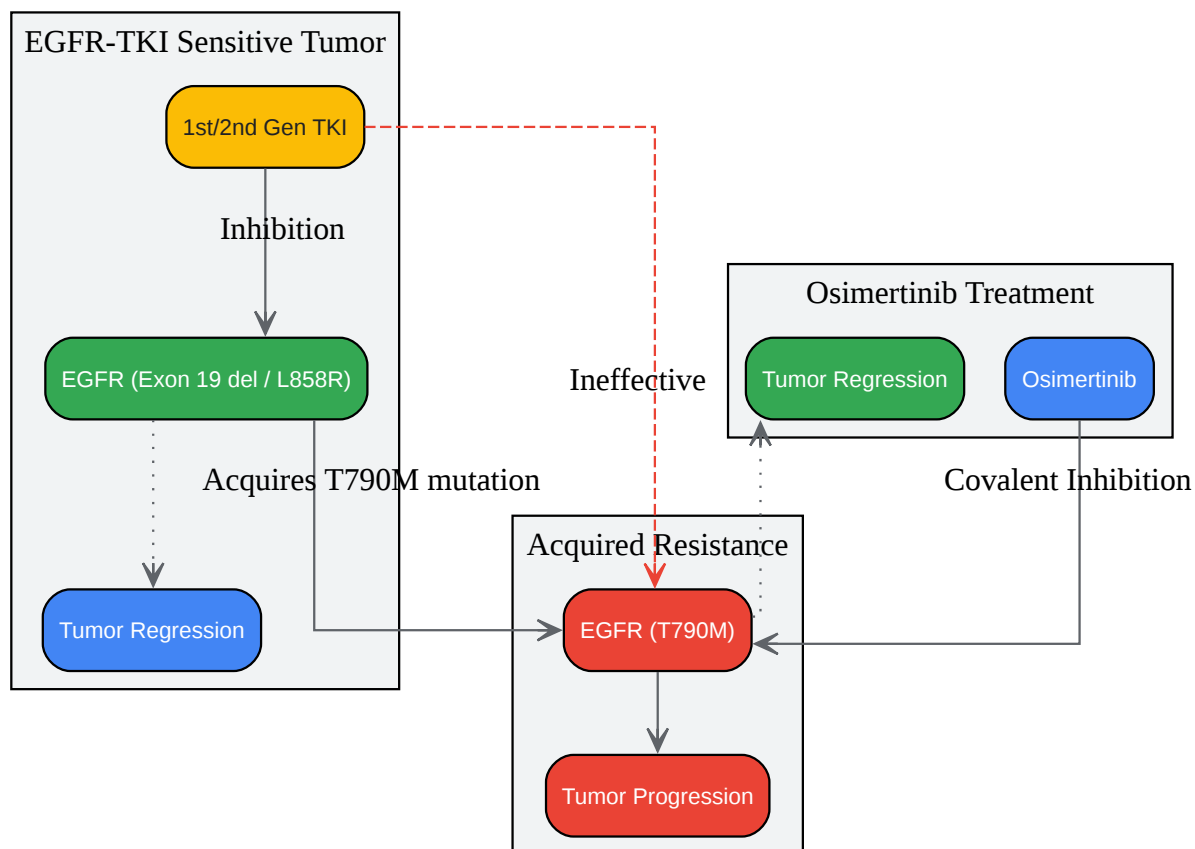 EGFR-TKI Sensitive Tumor
1st/2nd Gen TKI
Inhibition
EGFR (Exon 19 del / L858R)
Acquires T790M mutation
Tumor Regression
Ineffective
Osimertinib Treatment
Tumor Regression
Osimertinib
Covalent Inhibition
Acquired Resistance
EGFR (T790M)
Tumor Progression